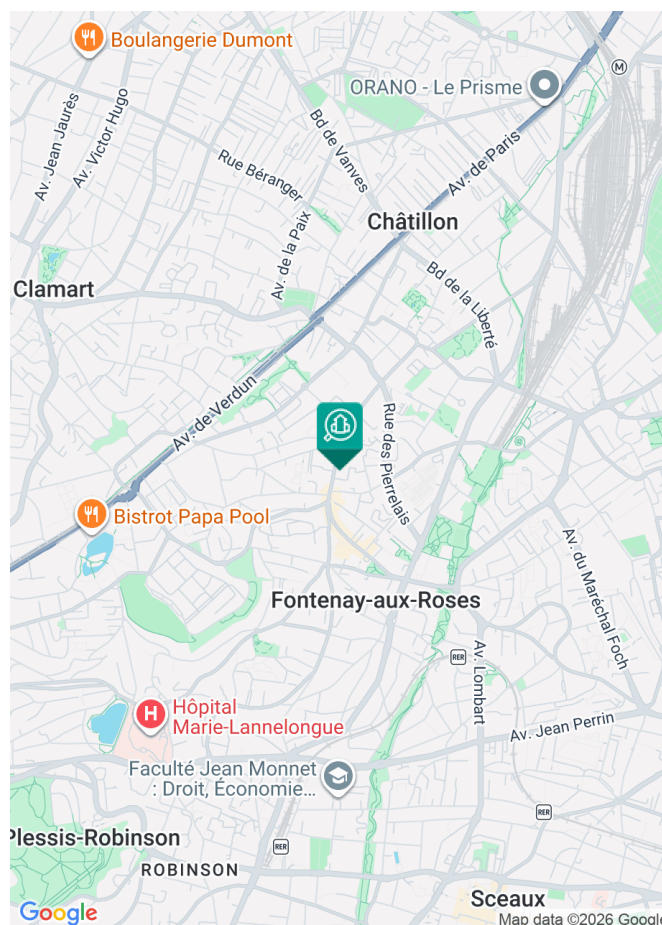 Boulangerie Dumont
ORANO - Le Prisme
M
Av. Jean Jaurès
Av. Victor Hugo
Bd de Vanves
Rue Béranger
Av. de Paris
Av. de la Paix
Châtillon
Clamart
Bd de la Liberté
Av. de Verdun
Rue des Pierrelais
Bistrot Papa Pool
Av. du Maréchal Foch
Fontenay-aux-Roses
RER
Av. Lombart
H
Hôpital
Marie-Lannelongue
Av. Jean Perrin
Faculté Jean Monnet
: Droit, Économie...
RER
Plessis-Robinson
RER
ROBINSON
Sceaux
Google
Map data ©2026 Google